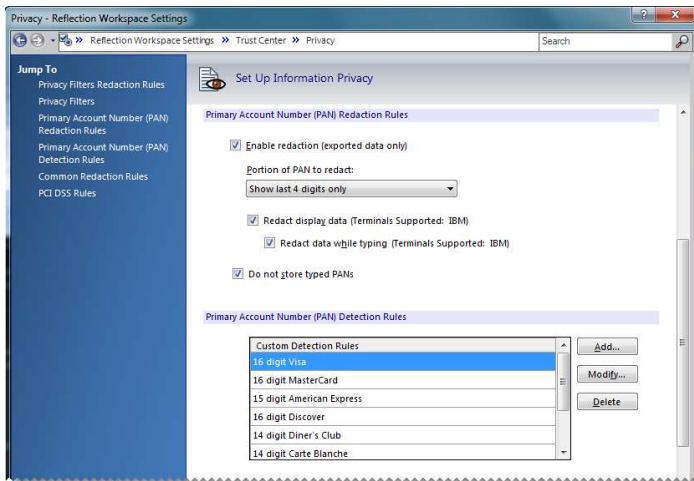 Privacy - Reflection Workspace Settings
Reflection Workspace Settings » Trust Center » Privacy
Search
Jump To
Privacy Filters Redaction Rules
Privacy Filters
Primary Account Number (PAN)
Redaction Rules
Primary Account Number (PAN)
Detection Rules
Common Redaction Rules
PCI DSS Rules
Set Up Information Privacy
Primary Account Number (PAN) Redaction Rules
Enable redaction (exported data only)
Portion of PAN to redact:
Show last 4 digits only
Redact display data (Terminals Supported: IBM)
Redact data while typing (Terminals Supported: IBM)
Do not store typed PANs
Primary Account Number (PAN) Detection Rules
Custom Detection Rules
16 digit Visa
16 digit MasterCard
15 digit American Express
16 digit Discover
14 digit Diner's Club
14 digit Carte Blanche
Add...
Modify...
Delete